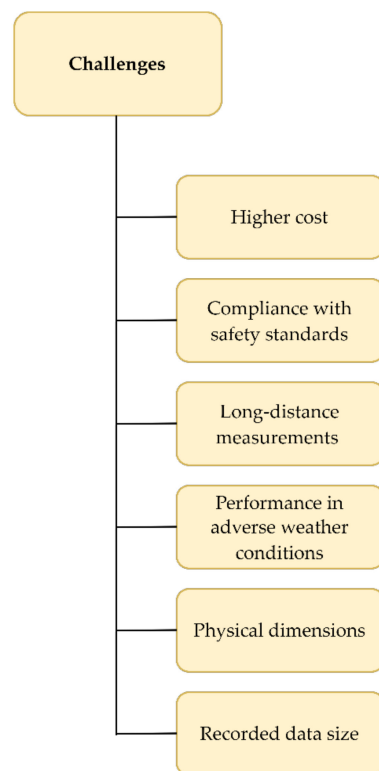 Challenges
Higher cost
Compliance with
safety standards
Long-distance
measurements
Performance in
adverse weather
conditions
Physical dimensions
Recorded data size